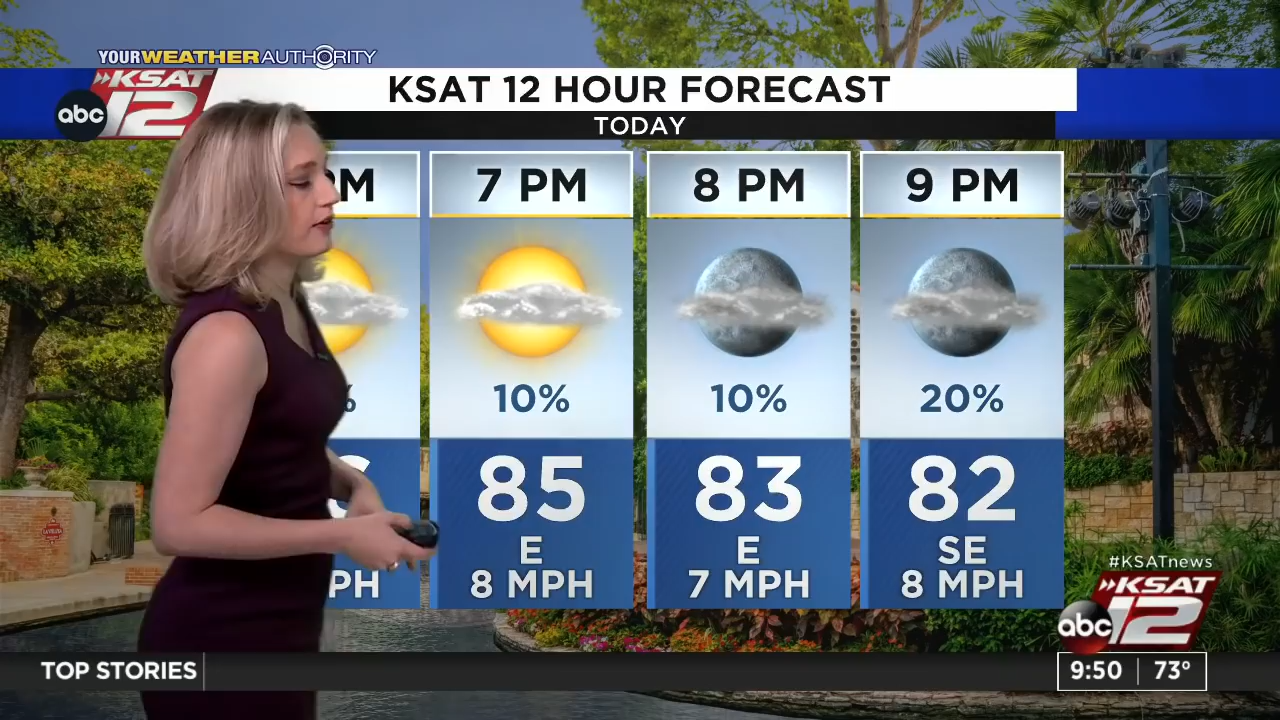 YOURWEATHERAUTHORITY
KSAT
abc 12
KSAT 12 HOUR FORECAST
TODAY
7 PM
8 PM
9 PM
10%
10%
20%
85
83
82
E
E
SE
8 MPH
7 MPH
8 MPH
#KSATnews
KSAT
abc 12
TOP STORIES
9:50
73°